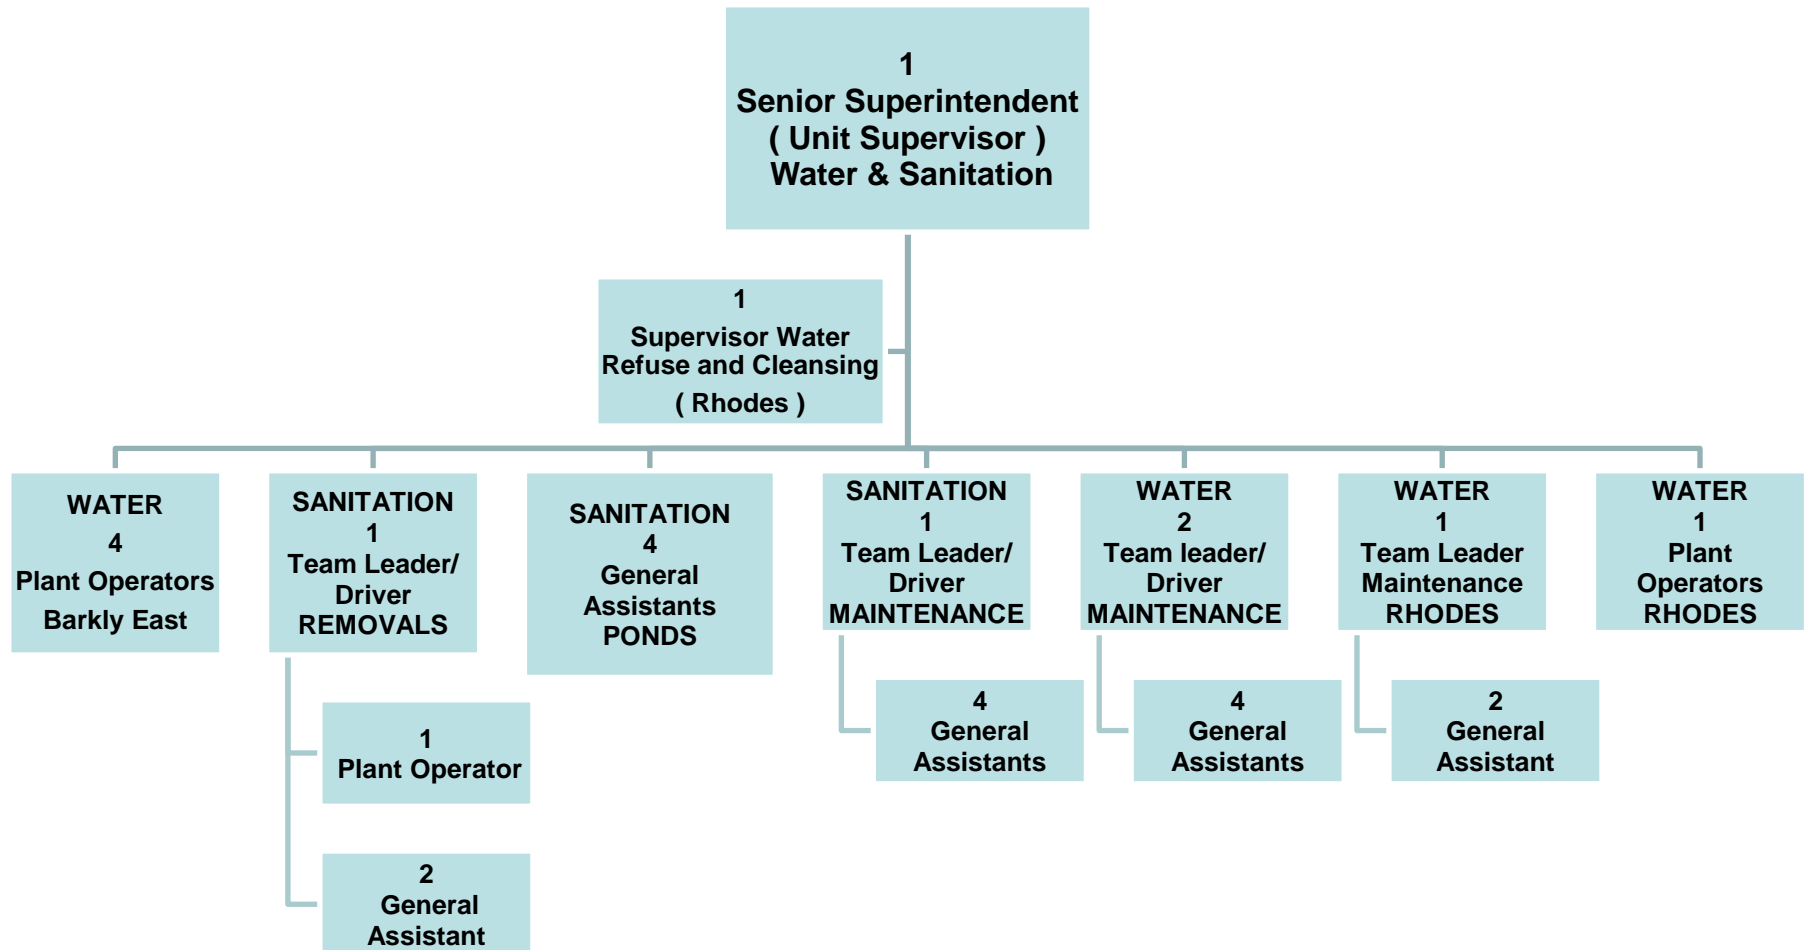 1
Senior Superintendent
( Unit Supervisor )
Water & Sanitation
1
Supervisor Water
Refuse and Cleansing
( Rhodes )
WATER
4
Plant Operators
Barkly East
SANITATION
1
Team Leader/
Driver
REMOVALS
1
Plant Operator
2
General
Assistant
SANITATION
4
General
Assistants
PONDS
SANITATION
1
Team Leader/
Driver
MAINTENANCE
4
General
Assistants
WATER
2
Team leader/
Driver
MAINTENANCE
4
General
Assistants
WATER
1
Team Leader
Maintenance
RHODES
2
General
Assistant
WATER
1
Plant
Operators
RHODES